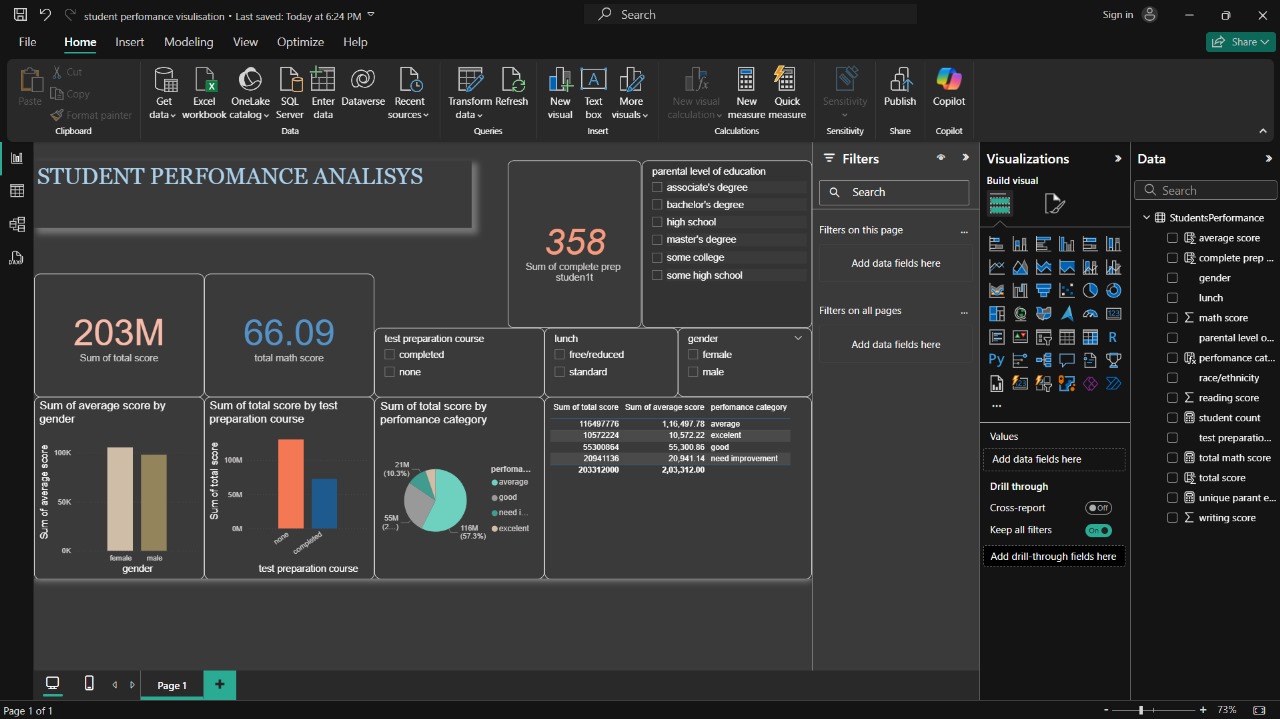 student perfomance visulisation • Last saved: Today at 6:24 PM
Search
Sign in
File Home Insert Modeling View Optimize Help
Share
Paste
Cut
Copy
Format painter
Clipboard
Get data
Excel workbook
OneLake catalog
SQL Server
Enter data
Dataverse
Recent sources
Data
Transform data
Refresh
Queries
New visual
Text box
More visuals
Insert
New visual calculation
New measure
Quick measure
Calculations
Sensitivity
Sensitivity
Publish
Share
Copilot
Copilot
STUDENT PERFOMANCE ANALISYS
358
Sum of complete prep
studen1t
parental level of education
associate's degree
bachelor's degree
high school
master's degree
some college
some high school
203M
Sum of total score
66.09
total math score
test preparation course
completed
none
lunch
free/reduced
standard
gender
female
male
Sum of average score by
gender
Sum of average score
100K
50K
0K
female male
gender
Sum of total score by test
preparation course
Sum of total score
100M
50M
0M
none completed
test preparation course
Sum of total score by
perfomance category
21M
(10.3%)
55M
(2...)
116M
(57.3%)
perfoma...
average
good
need i...
excelent
Sum of total score Sum of average score perfomance category
116497776 1,16,497.78 average
10572224 10,572.22 excelent
55300864 55,300.86 good
20941136 20,941.14 need improvement
203312000 2,03,312.00
Filters
Search
Filters on this page ...
Add data fields here
Filters on all pages ...
Add data fields here
Visualizations
Build visual
R
Py
...
Values
Add data fields here
Drill through
Cross-report Off
Keep all filters On
Add drill-through fields here
Data
Search
StudentsPerformance
average score
complete prep ...
gender
lunch
math score
parental level o...
perfomance cat...
race/ethnicity
reading score
student count
test preparatio...
total math score
total score
unique parant e...
writing score
Page 1
+
Page 1 of 1
- + 73%